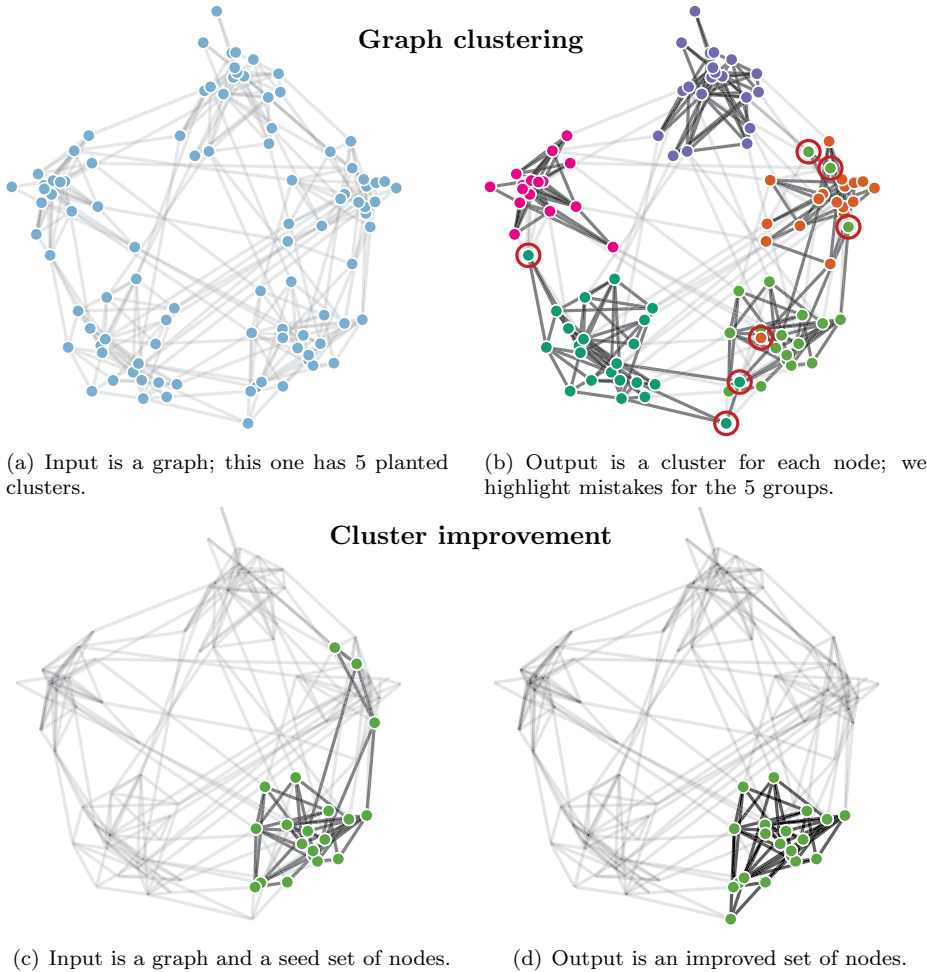 Graph clustering
(a) Input is a graph; this one has 5 planted
clusters.
(b) Output is a cluster for each node; we
highlight mistakes for the 5 groups.
Cluster improvement
(c) Input is a graph and a seed set of nodes.
(d) Output is an improved set of nodes.